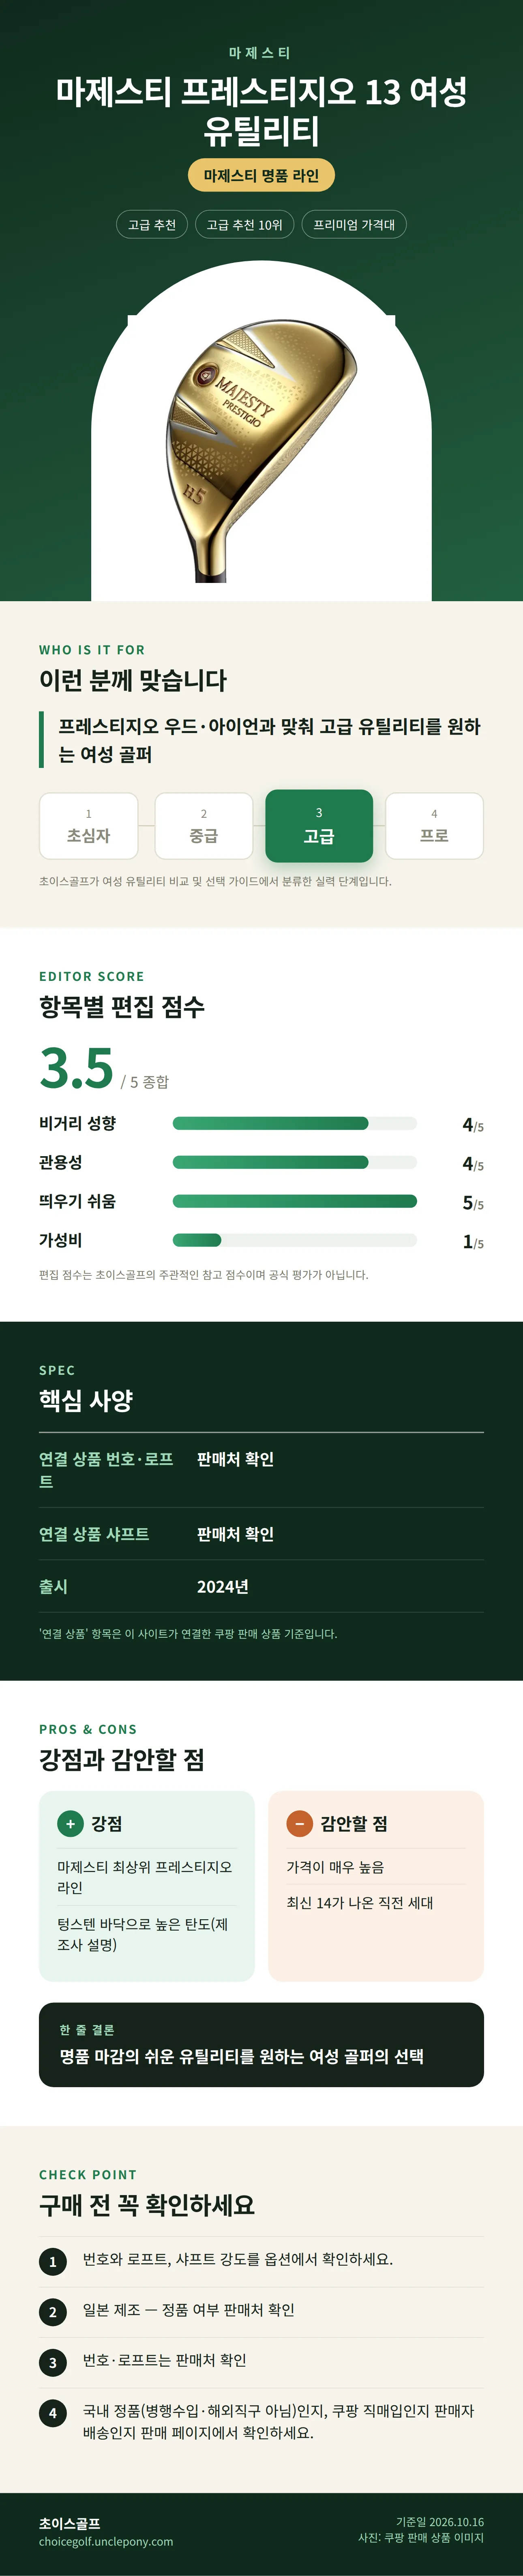 마제스티
마제스티 프레스티지오 13 여성
유틸리티
마제스티 명품 라인
고급 추천
고급 추천 10위
프리미엄 가격대
MAJESTY
PRESTIGIO
H5
WHO IS IT FOR
이런 분께 맞습니다
프레스티지오 우드·아이언과 맞춰 고급 유틸리티를 원하
는 여성 골퍼
1
초심자
2
중급
3
고급
4
프로
초이스골프가 여성 유틸리티 비교 및 선택 가이드에서 분류한 실력 단계입니다.
EDITOR SCORE
항목별 편집 점수
3.5 / 5 종합
비거리 성향 4/5
관용성 4/5
띄우기 쉬움 5/5
가성비 1/5
편집 점수는 초이스골프의 주관적인 참고 점수이며 공식 평가가 아닙니다.
SPEC
핵심 사양
연결 상품 번호·로프 판매처 확인
트
연결 상품 샤프트 판매처 확인
출시 2024년
'연결 상품' 항목은 이 사이트가 연결한 쿠팡 판매 상품 기준입니다.
PROS & CONS
강점과 감안할 점
+ 강점
마제스티 최상위 프레스티지오
라인
텅스텐 바닥으로 높은 탄도(제
조사 설명)
− 감안할 점
가격이 매우 높음
최신 14가 나온 직전 세대
한 줄 결론
명품 마감의 쉬운 유틸리티를 원하는 여성 골퍼의 선택
CHECK POINT
구매 전 꼭 확인하세요
1 번호와 로프트, 샤프트 강도를 옵션에서 확인하세요.
2 일본 제조 — 정품 여부 판매처 확인
3 번호·로프트는 판매처 확인
4 국내 정품(병행수입·해외직구 아님)인지, 쿠팡 직매입인지 판매자
배송인지 판매 페이지에서 확인하세요.
초이스골프
choicegolf.unclepony.com
기준일 2026.10.16
사진: 쿠팡 판매 상품 이미지